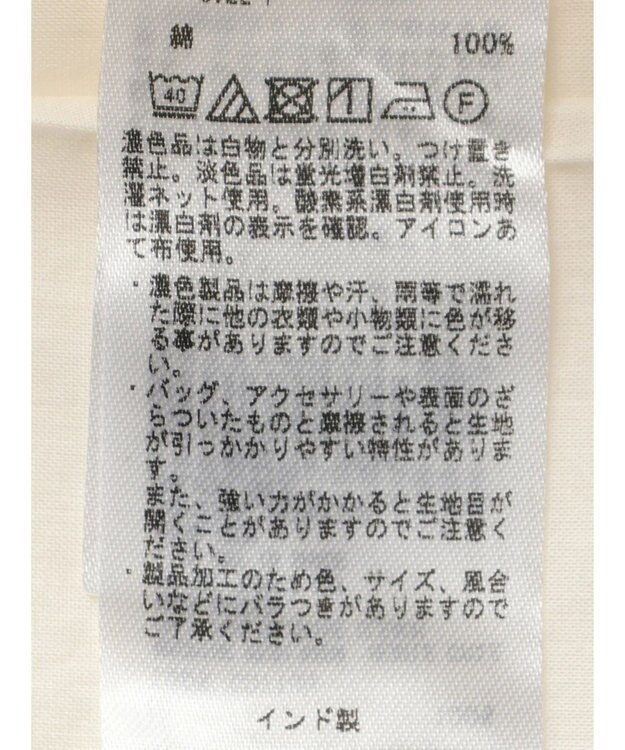 綿 100%
40 F
濃色品は白物と分別洗い。つけ置き
禁止。淡色品は蛍光増白剤禁止。洗
濯ネット使用。酸素系漂白剤使用時
は漂白剤の表示を確認。アイロンあ
て布使用。
・濃色製品は摩擦や汗、雨等で濡れ
た際に他の衣類や小物類に色が移
る事がありますのでご注意くださ
い。
・バッグ、アクセサリーや表面のざ
らついたものと摩擦されると生地
が引っかかりやすい特性がありま
す。
また、強い力がかかると生地目が
開くことがありますのでご注意く
ださい。
・製品加工のため色、サイズ、風合
いなどにバラつきがありますので
ご了承ください。
インド製